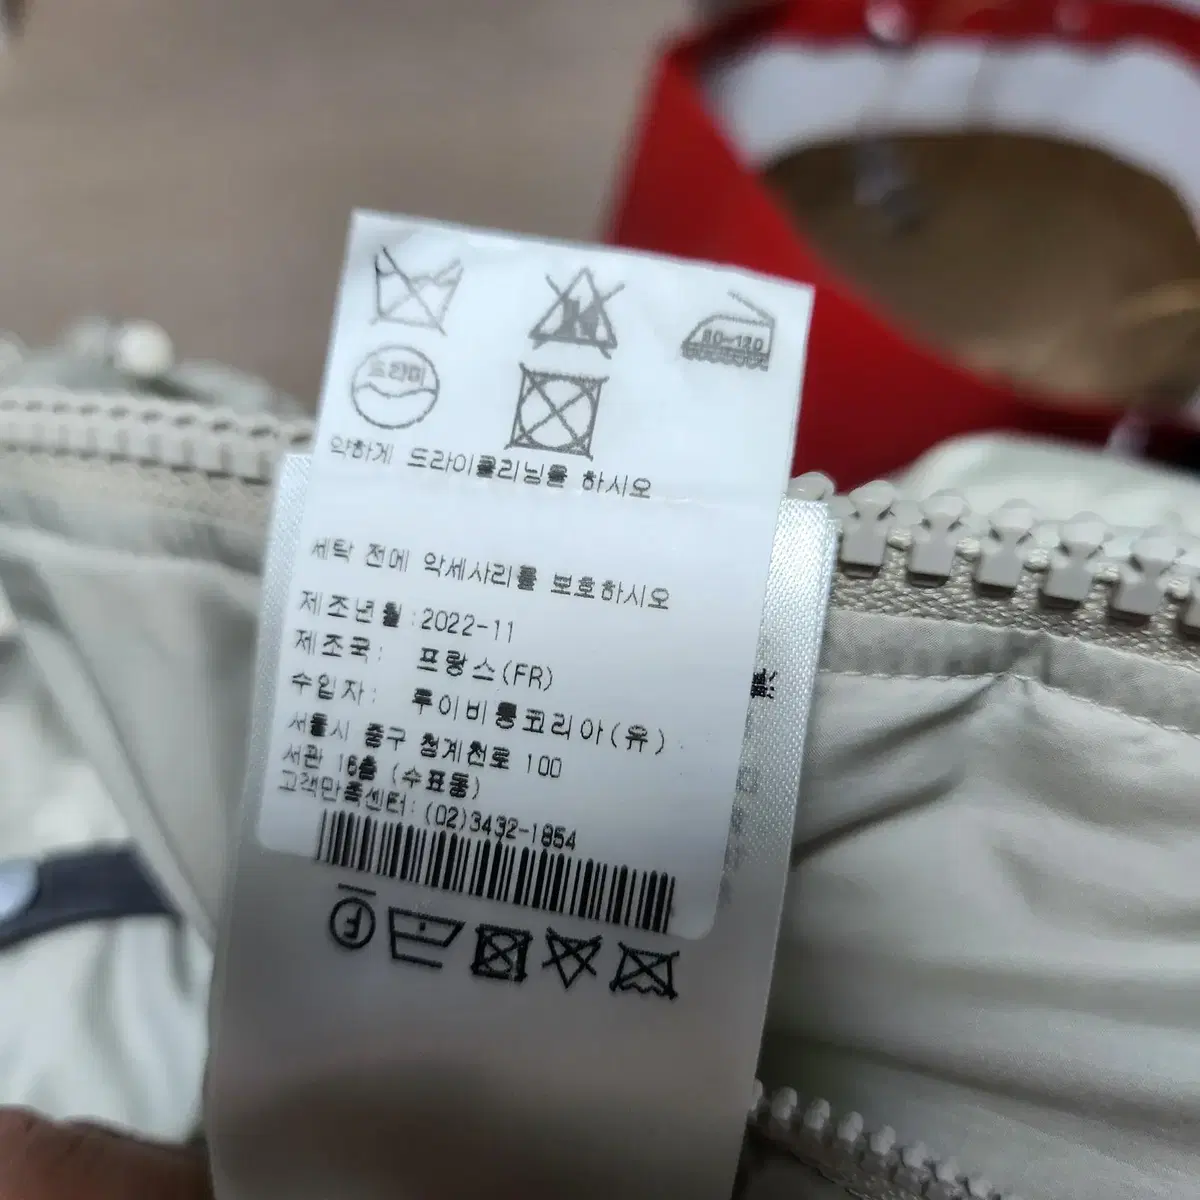 80~120
드라이
약하게 드라이클리닝을 하시오
세탁 전에 악세사리를 보호하시오
제조년월:2022-11
제조국: 프랑스(FR)
수입자: 루이비통코리아(유)
서울시 중구 청계천로 100
서관 16층 (수표동)
고객만족센터:(02)3432-1854
F